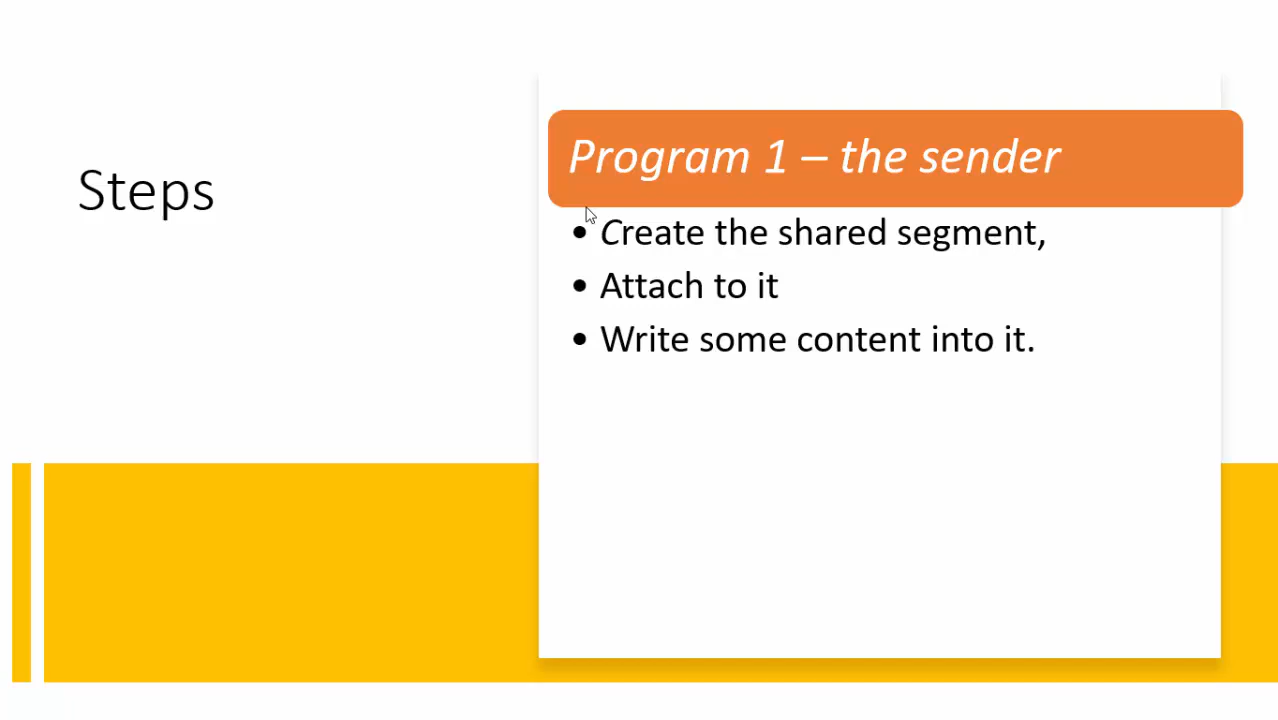 Steps
Program 1 – the sender
• Create the shared segment,
• Attach to it
• Write some content into it.